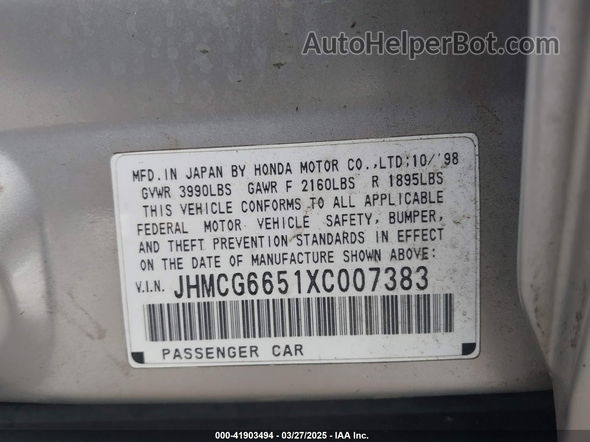 AutoHelperBot.com
MFD. IN JAPAN BY HONDA MOTOR CO.,LTD; 10/'98
GVWR 3990LBS GAWR F 2160LBS R 1895LBS
THIS VEHICLE CONFORMS TO ALL APPLICABLE
FEDERAL MOTOR VEHICLE SAFETY, BUMPER,
AND THEFT PREVENTION STANDARDS IN EFFECT
ON THE DATE OF MANUFACTURE SHOWN ABOVE:
V.I.N. JHMCG6651XC007383
PASSENGER CAR
000-41903494 - 03/27/2025 - IAA Inc.